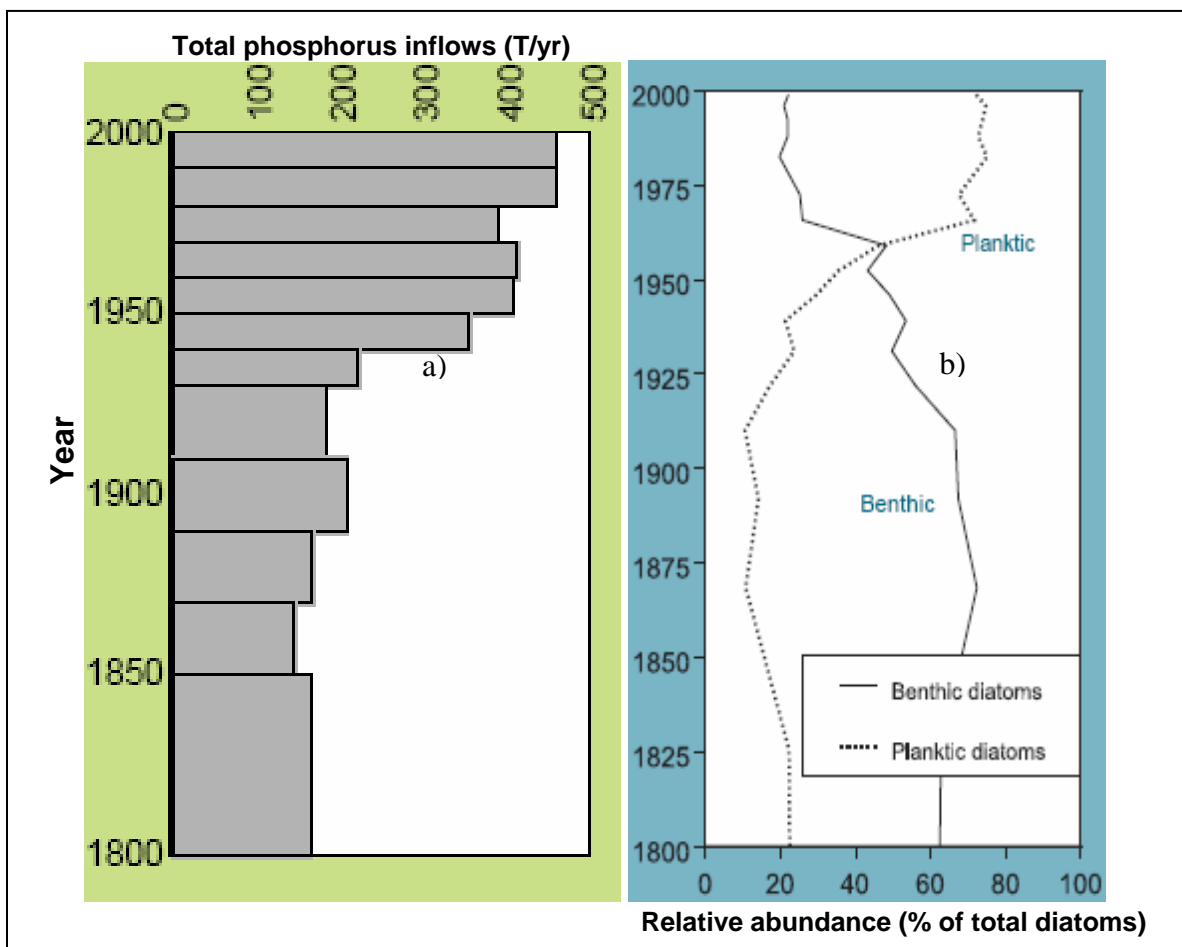 Total phosphorus inflows (T/yr)
0 100 200 300 400 500
2000
1950
1900
1850
1800
Year
a)
2000
1975
1950
1925
1900
1875
1850
1825
1800
Planktic
b)
Benthic
Benthic diatoms
Planktic diatoms
0 20 40 60 80 100
Relative abundance (% of total diatoms)